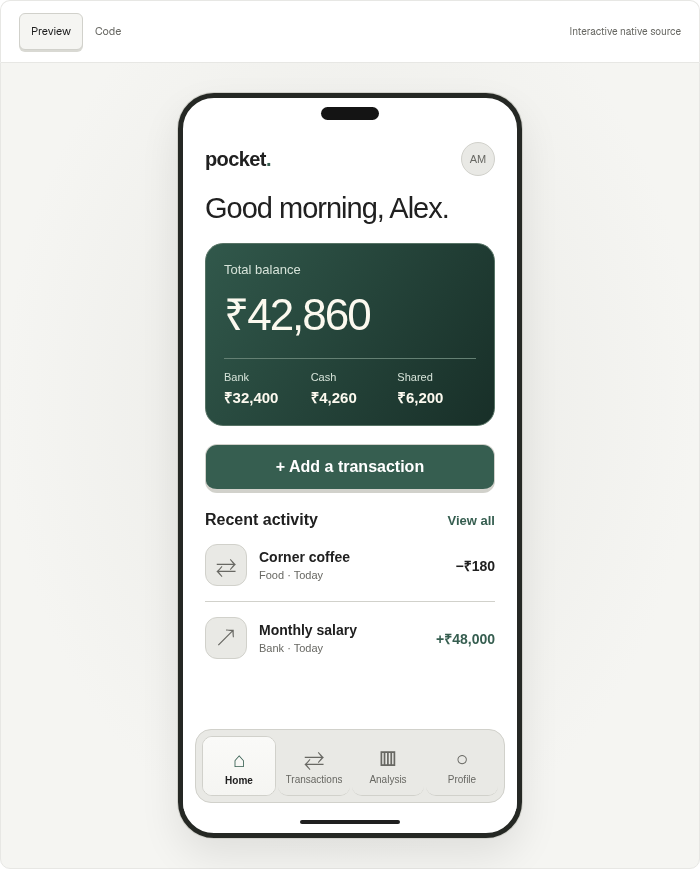 Preview Code Interactive native source
pocket. AM
Good morning, Alex.
Total balance
₹42,860
Bank Cash Shared
₹32,400 ₹4,260 ₹6,200
+ Add a transaction
Recent activity View all
Corner coffee
Food · Today
−₹180
Monthly salary
Bank · Today
+₹48,000
Home Transactions Analysis Profile